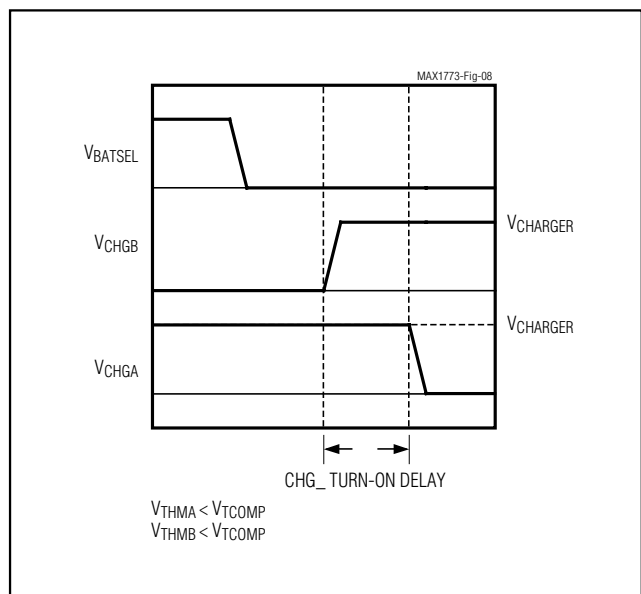 MAX1773-Fig-08
VBATSEL
VCHGB
VCHARGER
VCHARGER
VCHGA
CHG_ TURN-ON DELAY
VTHMA < VTCOMP
VTHMB < VTCOMP